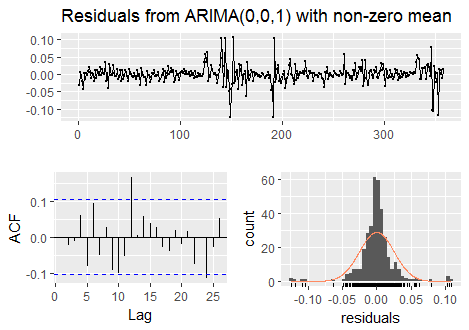 Residuals from ARIMA(0,0,1) with non-zero mean
0.10
0.05
0.00
-0.05
-0.10
0 100 200 300
ACF
0.1
0.0
-0.1
0 5 10 15 20 25
Lag
count
60
40
20
0
-0.10 -0.05 0.00 0.05 0.10
residuals